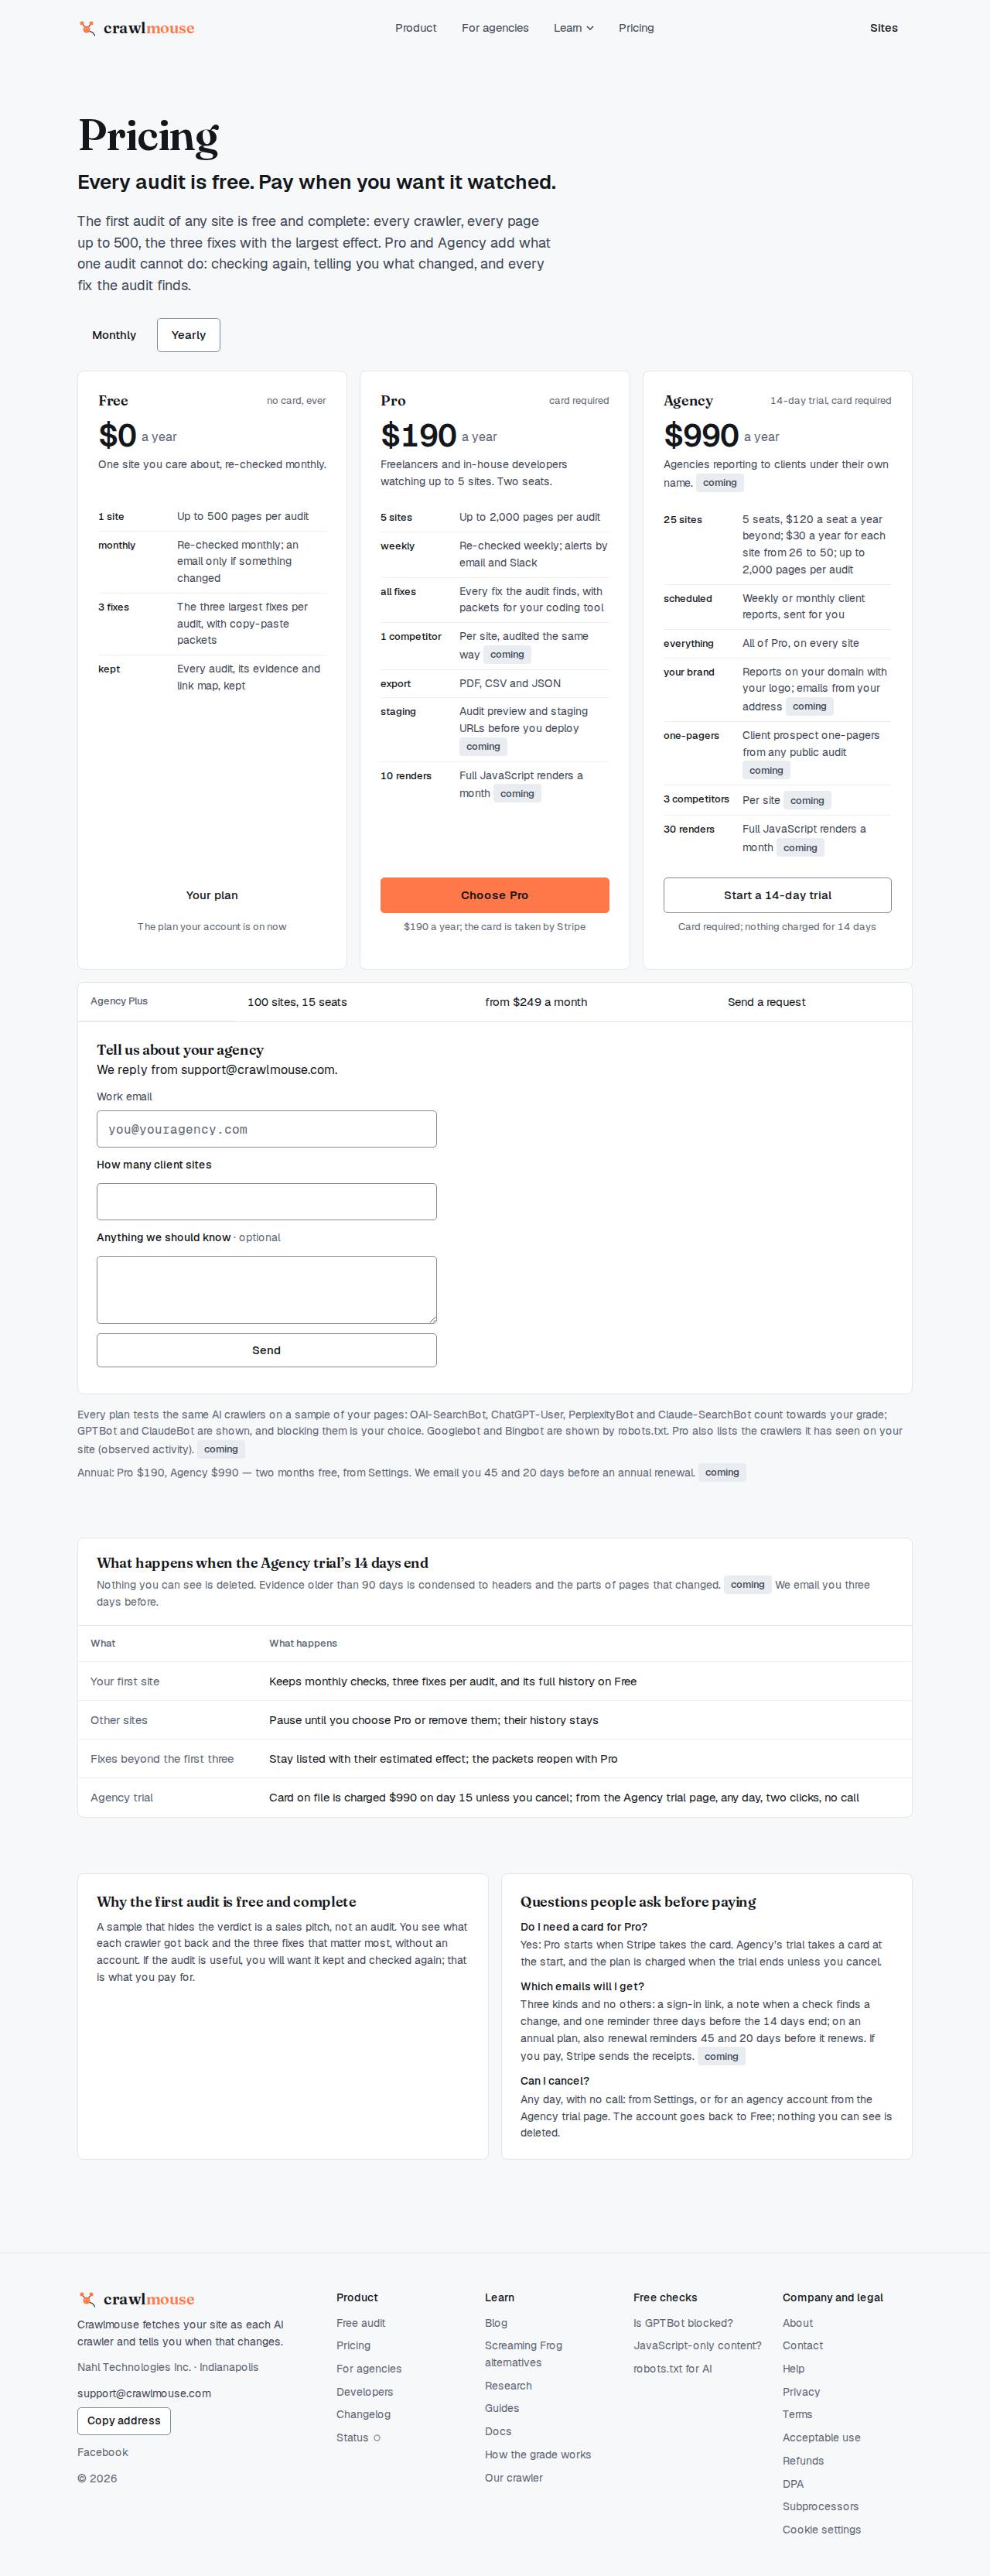 crawlmouse
Product
For agencies
Learn
Pricing
Sites
Pricing
Every audit is free. Pay when you want it watched.
The first audit of any site is free and complete: every crawler, every page
up to 500, the three fixes with the largest effect. Pro and Agency add what
one audit cannot do: checking again, telling you what changed, and every
fix the audit finds.
Monthly
Yearly
Free
no card, ever
$0 a year
One site you care about, re-checked monthly.
1 site
Up to 500 pages per audit
monthly
Re-checked monthly; an
email only if something
changed
3 fixes
The three largest fixes per
audit, with copy-paste
packets
kept
Every audit, its evidence and
link map, kept
Your plan
The plan your account is on now
Pro
card required
$190 a year
Freelancers and in-house developers
watching up to 5 sites. Two seats.
5 sites
Up to 2,000 pages per audit
weekly
Re-checked weekly; alerts by
email and Slack
all fixes
Every fix the audit finds, with
packets for your coding tool
1 competitor
Per site, audited the same
way coming
export
PDF, CSV and JSON
staging
Audit preview and staging
URLs before you deploy
coming
10 renders
Full JavaScript renders a
month coming
Choose Pro
$190 a year; the card is taken by Stripe
Agency
14-day trial, card required
$990 a year
Agencies reporting to clients under their own
name. coming
25 sites
5 seats, $120 a seat a year
beyond; $30 a year for each
site from 26 to 50; up to
2,000 pages per audit
scheduled
Weekly or monthly client
reports, sent for you
everything
All of Pro, on every site
your brand
Reports on your domain with
your logo; emails from your
address coming
one-pagers
Client prospect one-pagers
from any public audit
coming
3 competitors
Per site coming
30 renders
Full JavaScript renders a
month coming
Start a 14-day trial
Card required; nothing charged for 14 days
Agency Plus
100 sites, 15 seats
from $249 a month
Send a request
Tell us about your agency
We reply from support@crawlmouse.com.
Work email
you@youragency.com
How many client sites
Anything we should know · optional
Send
Every plan tests the same AI crawlers on a sample of your pages: OAI-SearchBot, ChatGPT-User, PerplexityBot and Claude-SearchBot count towards your grade;
GPTBot and ClaudeBot are shown, and blocking them is your choice. Googlebot and Bingbot are shown by robots.txt. Pro also lists the crawlers it has seen on your
site (observed activity). coming
Annual: Pro $190, Agency $990 — two months free, from Settings. We email you 45 and 20 days before an annual renewal. coming
What happens when the Agency trial’s 14 days end
Nothing you can see is deleted. Evidence older than 90 days is condensed to headers and the parts of pages that changed. coming We email you three
days before.
What
What happens
Your first site
Keeps monthly checks, three fixes per audit, and its full history on Free
Other sites
Pause until you choose Pro or remove them; their history stays
Fixes beyond the first three
Stay listed with their estimated effect; the packets reopen with Pro
Agency trial
Card on file is charged $990 on day 15 unless you cancel; from the Agency trial page, any day, two clicks, no call
Why the first audit is free and complete
A sample that hides the verdict is a sales pitch, not an audit. You see what
each crawler got back and the three fixes that matter most, without an
account. If the audit is useful, you will want it kept and checked again; that
is what you pay for.
Questions people ask before paying
Do I need a card for Pro?
Yes: Pro starts when Stripe takes the card. Agency’s trial takes a card at
the start, and the plan is charged when the trial ends unless you cancel.
Which emails will I get?
Three kinds and no others: a sign-in link, a note when a check finds a
change, and one reminder three days before the 14 days end; on an
annual plan, also renewal reminders 45 and 20 days before it renews. If
you pay, Stripe sends the receipts. coming
Can I cancel?
Any day, with no call: from Settings, or for an agency account from the
Agency trial page. The account goes back to Free; nothing you can see is
deleted.
crawlmouse
Crawlmouse fetches your site as each AI
crawler and tells you when that changes.
Nahl Technologies Inc. · Indianapolis
support@crawlmouse.com
Copy address
Facebook
© 2026
Product
Free audit
Pricing
For agencies
Developers
Changelog
Status
Learn
Blog
Screaming Frog
alternatives
Research
Guides
Docs
How the grade works
Our crawler
Free checks
Is GPTBot blocked?
JavaScript-only content?
robots.txt for AI
Company and legal
About
Contact
Help
Privacy
Terms
Acceptable use
Refunds
DPA
Subprocessors
Cookie settings